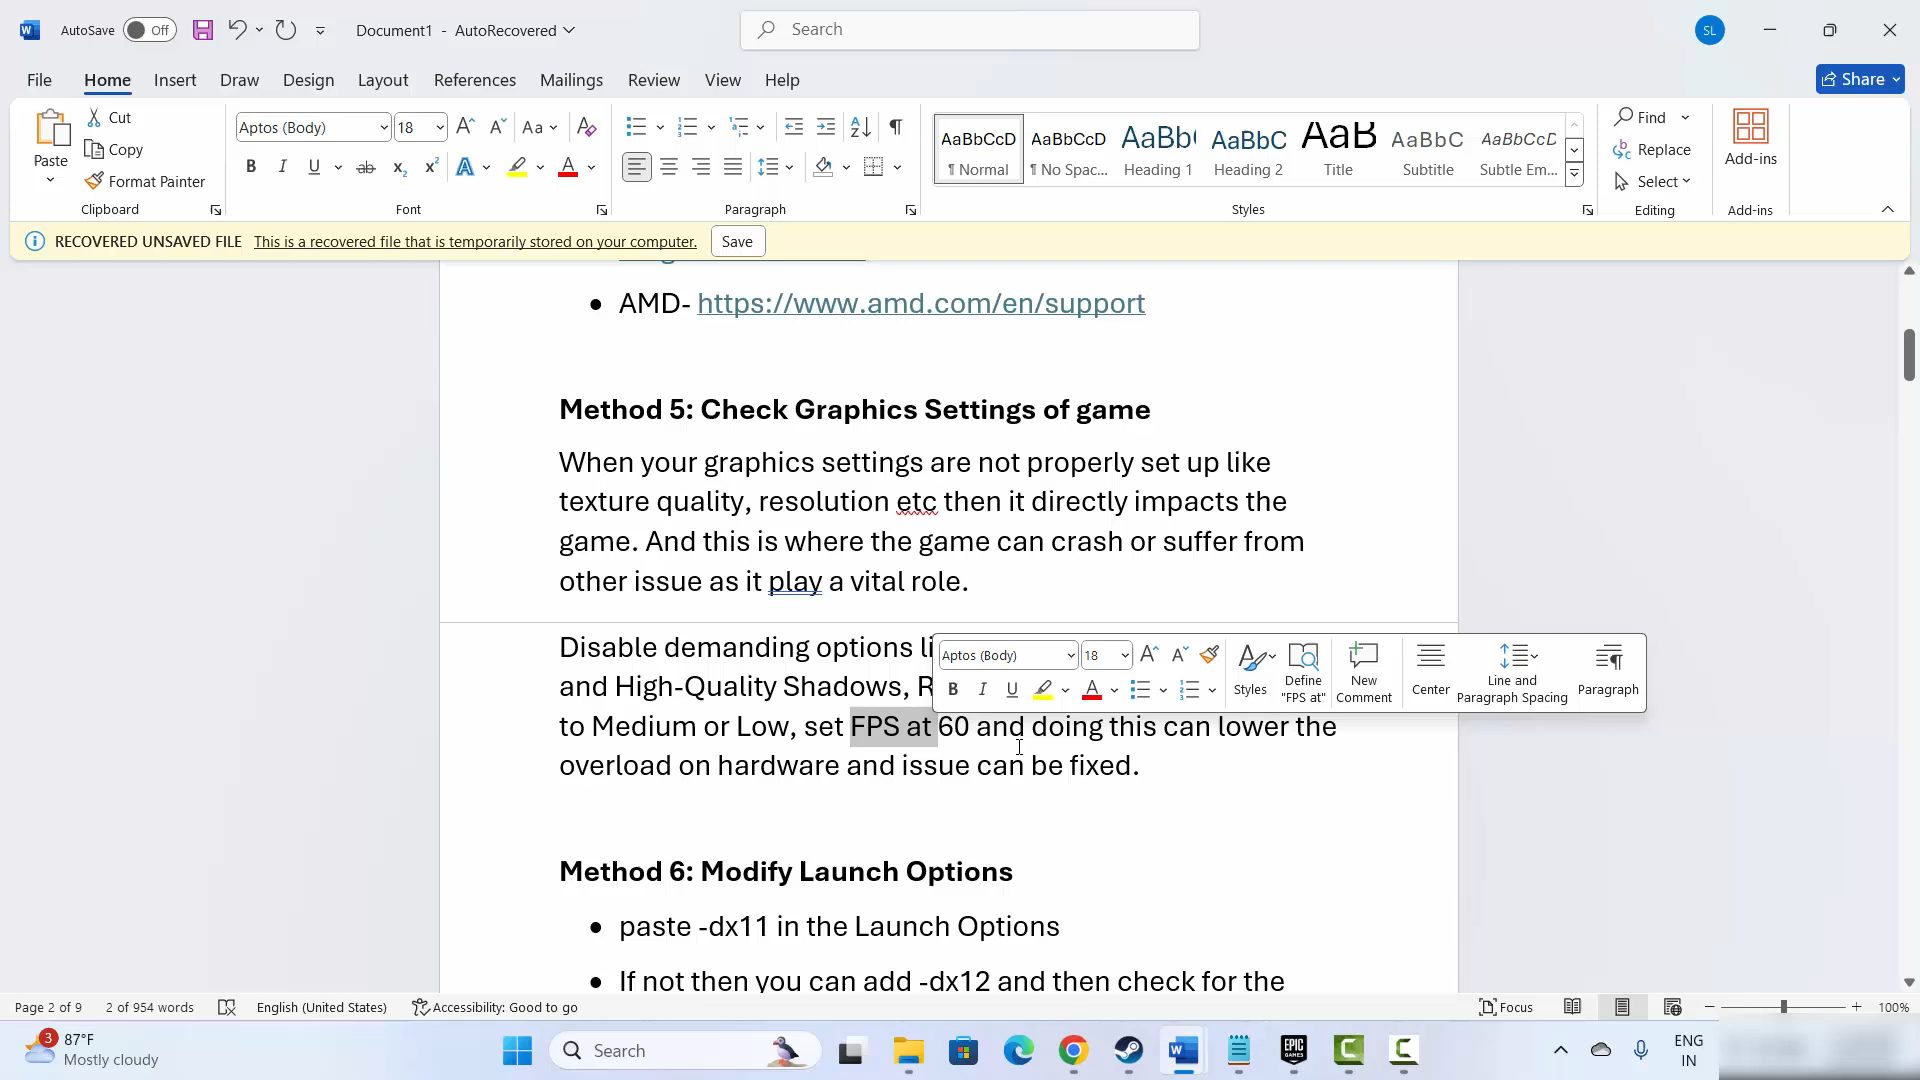 AutoSave Off Document1 - AutoRecovered Search SL
File Home Insert Draw Design Layout References Mailings Review View Help Share
Paste Cut Copy Format Painter Clipboard
Aptos (Body) 18 Aa Font
Paragraph
AaBbCcD AaBbCcD AaBb( AaBbC AaB AaBbC AaBbCcD
¶ Normal ¶ No Spac... Heading 1 Heading 2 Title Subtitle Subtle Em...
Styles
Find Replace Select Editing
Add-ins
Add-ins
RECOVERED UNSAVED FILE This is a recovered file that is temporarily stored on your computer. Save
• AMD- https://www.amd.com/en/support
Method 5: Check Graphics Settings of game
When your graphics settings are not properly set up like
texture quality, resolution etc then it directly impacts the
game. And this is where the game can crash or suffer from
other issue as it play a vital role.
Disable demanding options li
and High-Quality Shadows, R
to Medium or Low, set FPS at 60 and doing this can lower the
overload on hardware and issue can be fixed.
Aptos (Body) 18 Styles Define "FPS at" New Comment Center Line and Paragraph Spacing Paragraph
Method 6: Modify Launch Options
• paste -dx11 in the Launch Options
• If not then you can add -dx12 and then check for the
Page 2 of 9 2 of 954 words English (United States) Accessibility: Good to go Focus 100%
3 87°F
Mostly cloudy
Search
EPIC GAMES
ENG
IN